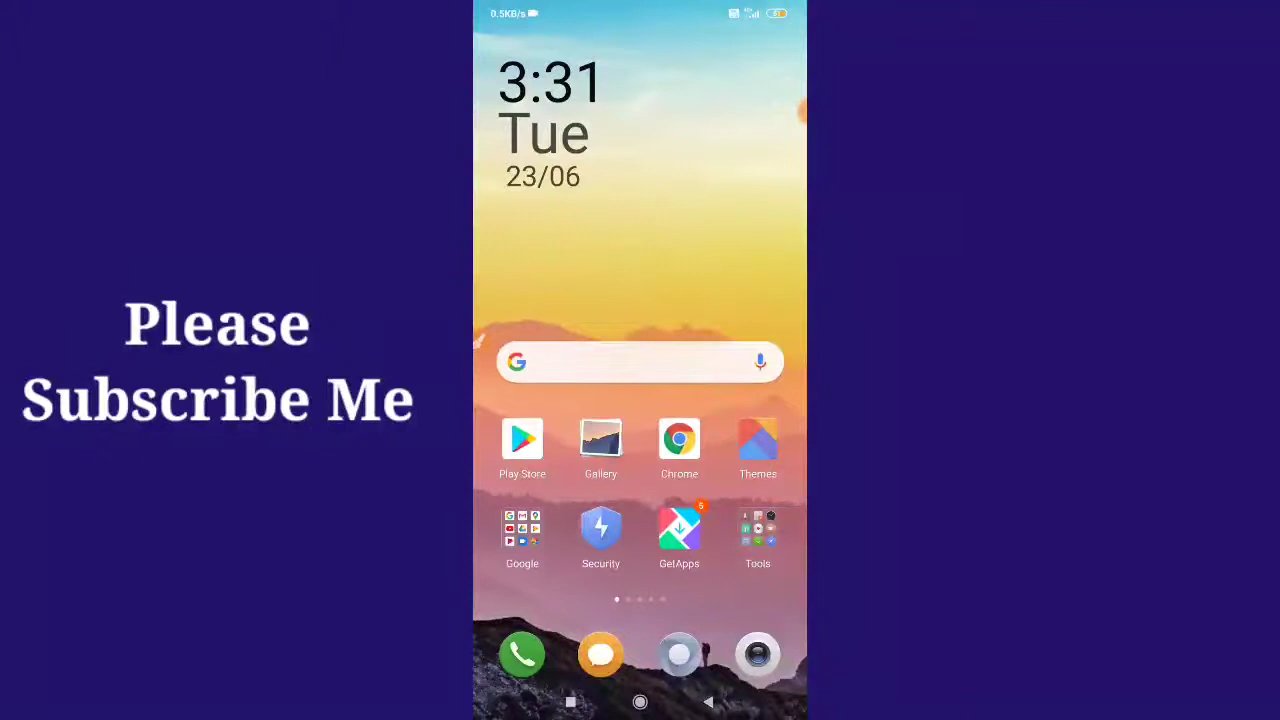 0.5KB/s
3:31
Tue
23/06
Please
Subscribe Me
Play Store Gallery Chrome Themes
5
Google Security GetApps Tools